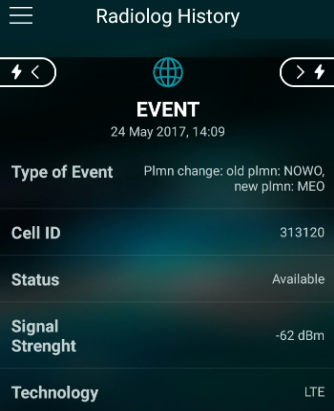 Radiolog History
EVENT
24 May 2017, 14:09
Type of Event
Plmn change: old plmn: NOWO,
new plmn: MEO
Cell ID
313120
Status
Available
Signal
Strenght
-62 dBm
Technology
LTE